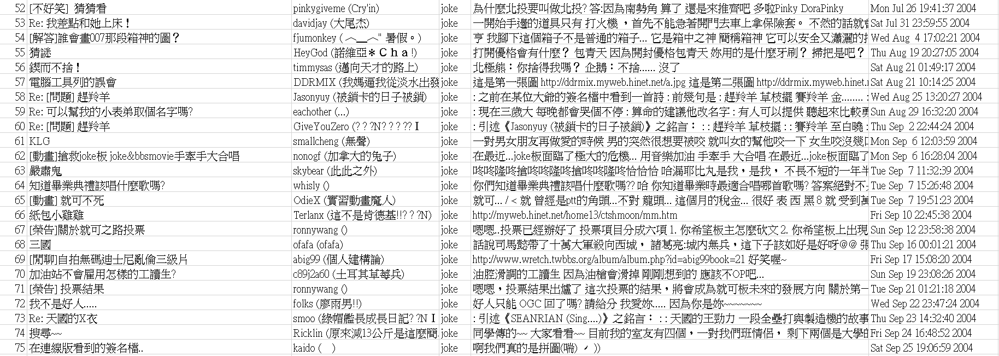 52 [不好笑] 猜猜看 pinkygiveme (Cry'in) joke 為什麼北投要叫做北投? 答:因為南勢角 算了 還是來推齊吧 多啦Pinky DoraPinky Mon Jul 26 19:41:37 2004
53 Re: 我差點和她上床！ davidjay (大尾杰) joke 一開始手邊的道具只有 打火機 ，首先不能急著開門去車上拿保險套。 不然的話就會 Sat Jul 31 23:59:55 2004
54 [解答]誰會畫007那段箱神的圖？ fjumonkey ( ︿__︿" 暑假。) joke 亨 我腳下這個箱子不是普通的箱子... 它是箱中之神 簡稱箱神 它可以安全又瀟灑的 Wed Aug 4 17:02:21 2004
55 猜謎 HeyGod (諾維亞＊Ｃｈａ!) joke 打開優格會有什麼？ 包青天 因為開封優格包青天 妳用的是什麼牙刷？ 掃把是吧？ Thu Aug 19 20:27:05 2004
56 鍥而不捨！ timmysas (邁向天才的路上) joke 北極熊：你捨得我嗎？ 企鵝：不捨...... 沒了 Sat Aug 21 01:49:17 2004
57 電腦工具列的誤會 DDRMIX (我媽逼我從淡水出發 joke 這是第一張圖 http://ddrmix.myweb.hinet.net/a.jpg 這是第二張圖 http://ddrmix.myweb.hinet.n Sat Aug 21 10:14:25 2004
58 Re: [問題] 趕羚羊 Jasonyuy (被鎖卡的日子被鎖) joke : 之前在某位大爺的簽名檔中看到一首詩 : 前幾句是 : 趕羚羊 草枝擺 賽羚羊 金........ : Wed Aug 25 13:20:27 2004
59 Re: 可以幫我的小表弟取個名字嗎? eachother (...) joke : 現在三歲大 每晚都會哭個不停 : 算命的建議他改名字 : 有人可以提供 聽起來比較勇 Sun Aug 29 16:32:20 2004
60 Re: [問題] 趕羚羊 GiveYouZero (? ? ?N? ? ? ?? I joke : 引述《Jasonyuy (被鎖卡的日子被鎖)》之銘言： : : 趕羚羊 草枝擺 : : 賽羚羊 至白曉 : Thu Sep 2 22:44:24 2004
61 KLG smallcheng (無聲) joke 一對男女朋友再做愛的時候 男的突然很想要被咬 就叫女的幫他咬一下 女生咬沒幾口 Mon Sep 6 12:03:59 2004
62 [動畫]搶救joke板 joke&bbsmovie手牽手大合唱 nonogf (加拿大的兔子) joke 在最近...joke板面臨了極大的危機... 用音樂加油 手牽手 大合唱 在最近...joke板面臨了 Mon Sep 6 16:28:04 2004
63 嚴肅鬼 skybear (此此之外) joke 咚咚隆咚搶咚咚隆咚搶咚咚隆咚恰恰恰 哈漏耶比丸是我，是我， 不長不短的一年半 Tue Sep 7 11:32:39 2004
64 知道畢業典禮該唱什麼歌嗎? whisly () joke 你們知道畢業典禮該唱什麼歌嗎?? 哈 你知道畢業時最適合唱哪首歌嗎? 答案絕對不 Tue Sep 7 15:26:48 2004
65 [動畫] 就可不死 OdieX (實習動畫魔人) joke 就可... / < 就 曾經是ptt的角頭...不對 龍頭... 這個月的稅金... 很好 表 西 黑 8 就 受到萬 Tue Sep 7 19:51:23 2004
66 紙包小雞雞 Terlanx (這不是肯德基!!? ? ?N) joke http://myweb.hinet.net/home13/ctshmoon/mm.htm Fri Sep 10 22:45:38 2004
67 [榮告]關於就可之路投票 ronnywang () joke 嗯嗯..投票已經辦好了 投票項目分成六項 1. 你希望板主怎麼砍文 2. 你希望板上出現 Sun Sep 12 23:58:38 2004
68 三國 ofafa (ofafa) joke 話說司馬懿帶了十萬大軍殺向西城， 諸葛亮:城內無兵，這下子該如好是好呀@@ 張 Thu Sep 16 00:01:21 2004
69 [閒聊]自拍無碼迪士尼亂倫三級片 abig99 (個人建構論) joke http://www.wretch.twbbs.org/album/album.php?id=abig99book=21 好笑喔~ Fri Sep 17 15:08:20 2004
70 加油站不會雇用怎樣的工讀生? c89j2a60 (土耳其草莓兵) joke 油腔滑調的工讀生 因為油槍會滑掉 剛剛想到的 應該不OP吧... Sun Sep 19 23:08:26 2004
71 [榮告] 投票結果 ronnywang () joke 嗯嗯，投票結果出爐了 這次投票的結果，將會成為就可板未來的發展方向 關於第一 Tue Sep 21 01:21:18 2004
72 我不是好人..... folks (廖雨男!!) joke 好人只能 OGC 回了嗎? 請給分 我愛妳..... 因為你是妳~~~~~~~ Wed Sep 22 23:47:24 2004
73 Re: 天國的X衣 smoo (綠帽艦長成長日記? ?N I joke : 引述《SEANRIAN (Sing....)》之銘言： : : 天國的王勁力 一段全壘打與製造機的故事 Thu Sep 23 14:32:40 2004
74 搜尋~~ Ricklin (原來減13公斤是這麼簡 joke 同學傳的~~ 大家看看~~ 目前我的室友有四個，一對我們班情侶， 剩下兩個是大學的 Fri Sep 24 16:48:52 2004
75 在連線版看到的簽名檔.. kaido ( ) joke 啊我們真的是拼圖(喘) ˊ )) Sat Sep 25 19:06:59 2004